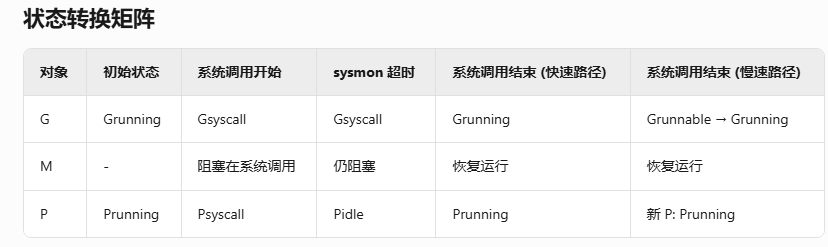 状态转换矩阵
对象 初始状态 系统调用开始 sysmon 超时 系统调用结束 (快速路径) 系统调用结束 (慢速路径)
G Grunning Gsyscall Gsyscall Grunning Grunnable → Grunning
M - 阻塞在系统调用 仍阻塞 恢复运行 恢复运行
P Prunning Psyscall Pidle Prunning 新 P: Prunning